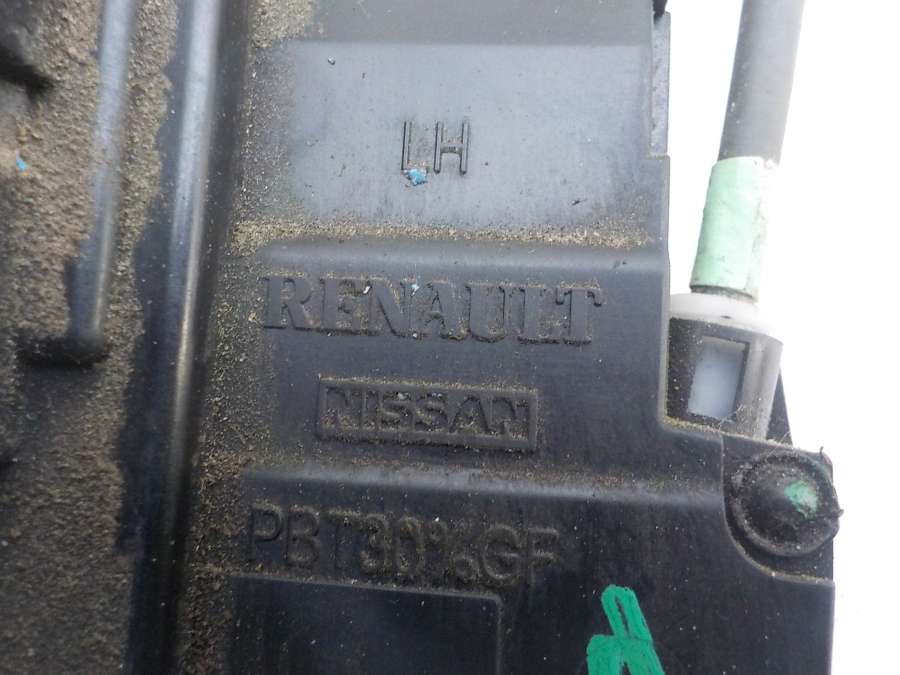 LH
RENAULT
NISSAN
PBT30%GF